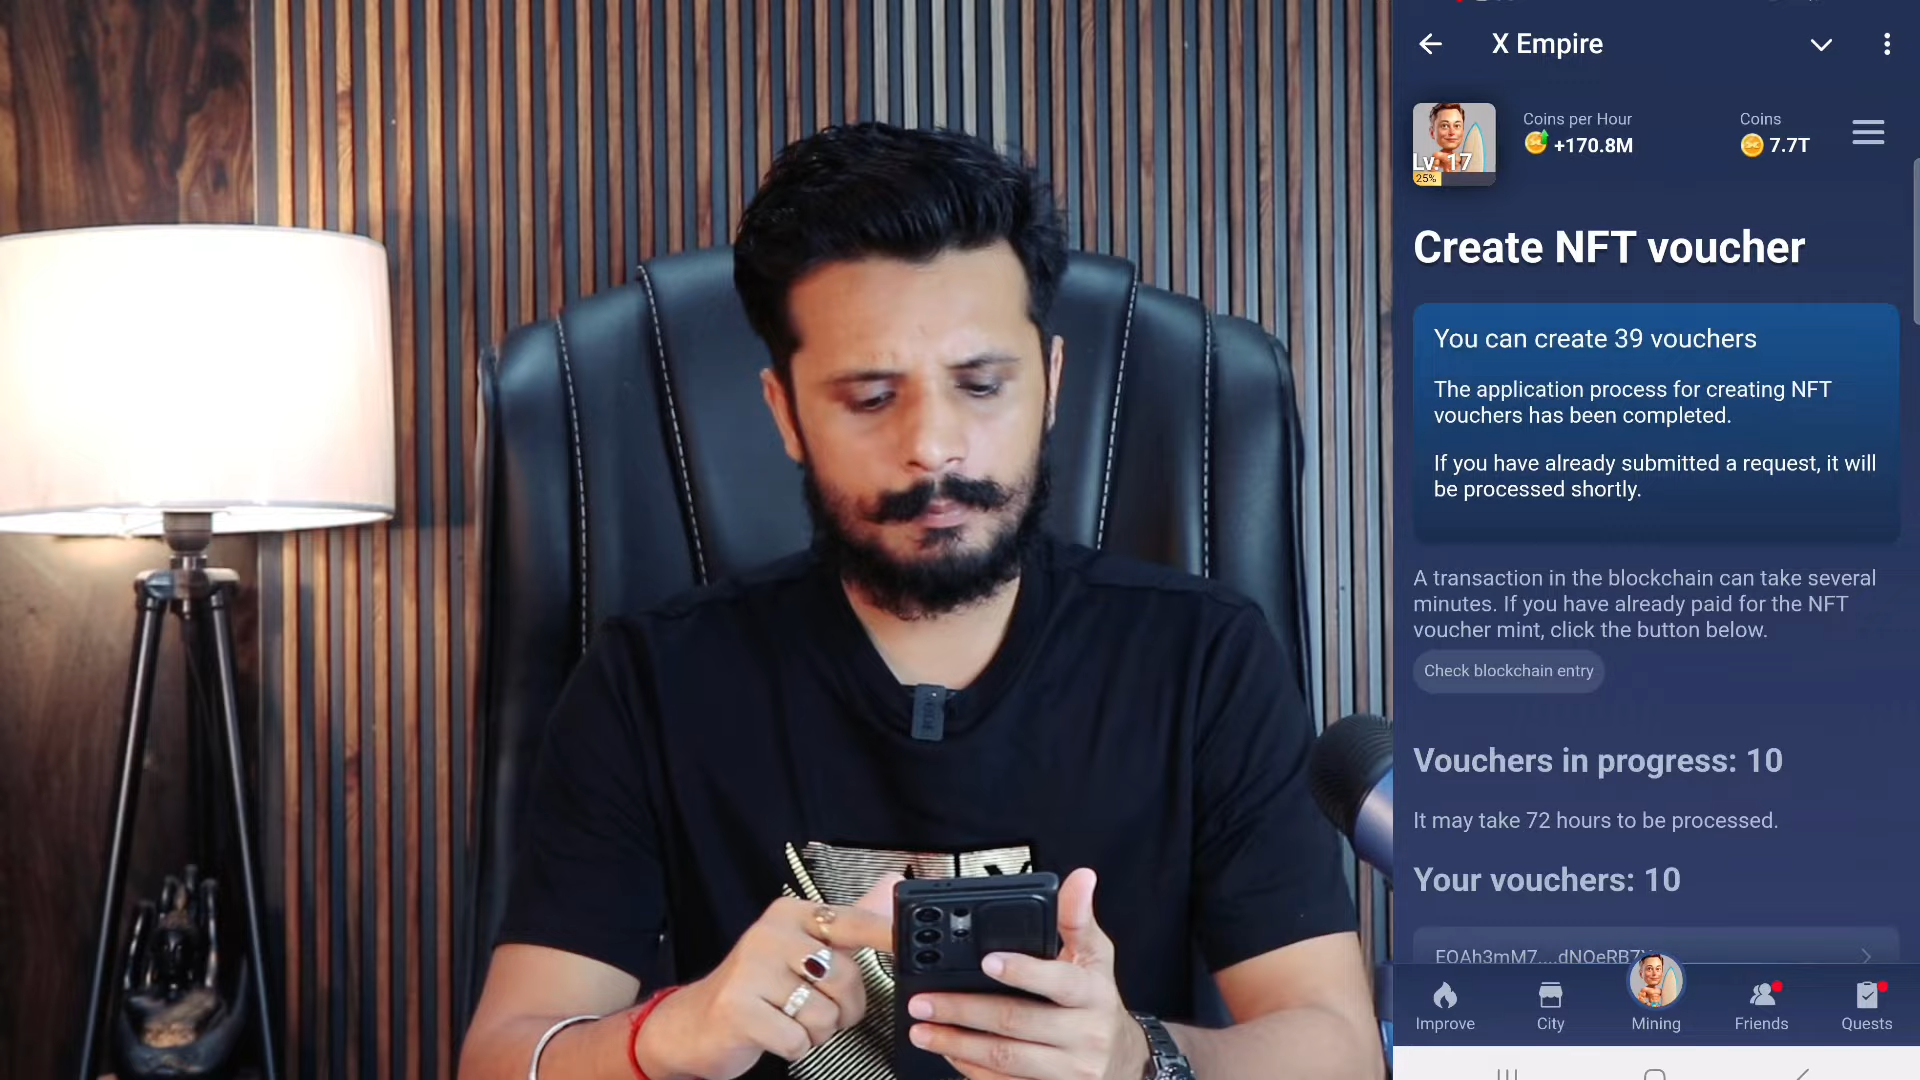 X Empire
Coins per Hour
+170.8M
Coins
7.7T
Lv. 17
25%
Create NFT voucher
You can create 39 vouchers
The application process for creating NFT
vouchers has been completed.
If you have already submitted a request, it will
be processed shortly.
A transaction in the blockchain can take several
minutes. If you have already paid for the NFT
voucher mint, click the button below.
Check blockchain entry
Vouchers in progress: 10
It may take 72 hours to be processed.
Your vouchers: 10
Improve
City
Mining
Friends
Quests